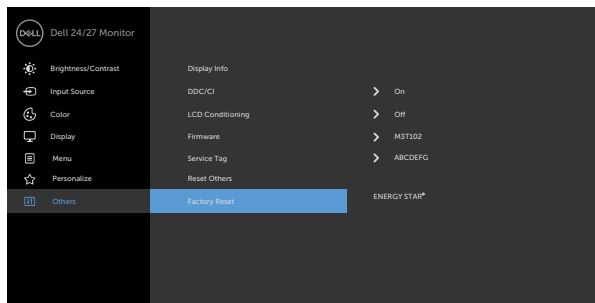 DELL Dell 24/27 Monitor
Brightness/Contrast Display Info
Input Source DDC/CI On
Color LCD Conditioning Off
Display Firmware M3T102
Menu Service Tag ABCDEFG
Personalize Reset Others
Others Factory Reset ENERGY STAR®